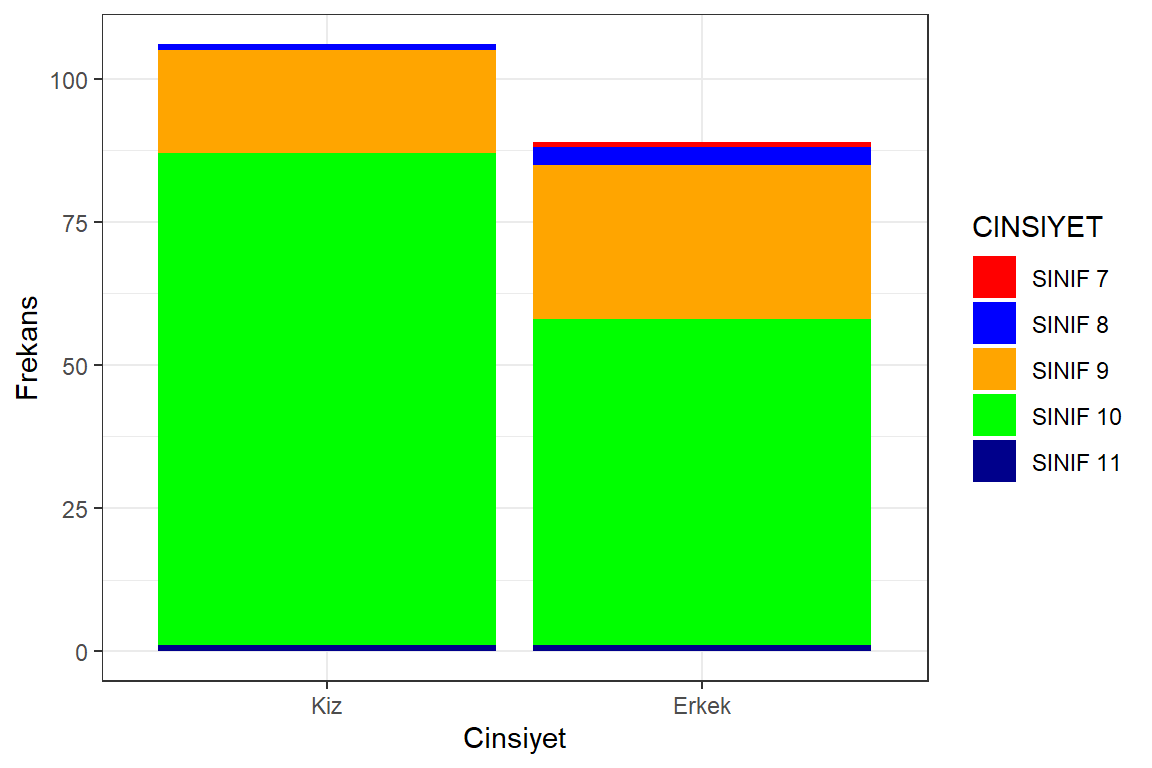 100
75
50
25
0
Frekans
Kiz
Erkek
Cinsiyet
CINSIYET
SINIF 7
SINIF 8
SINIF 9
SINIF 10
SINIF 11